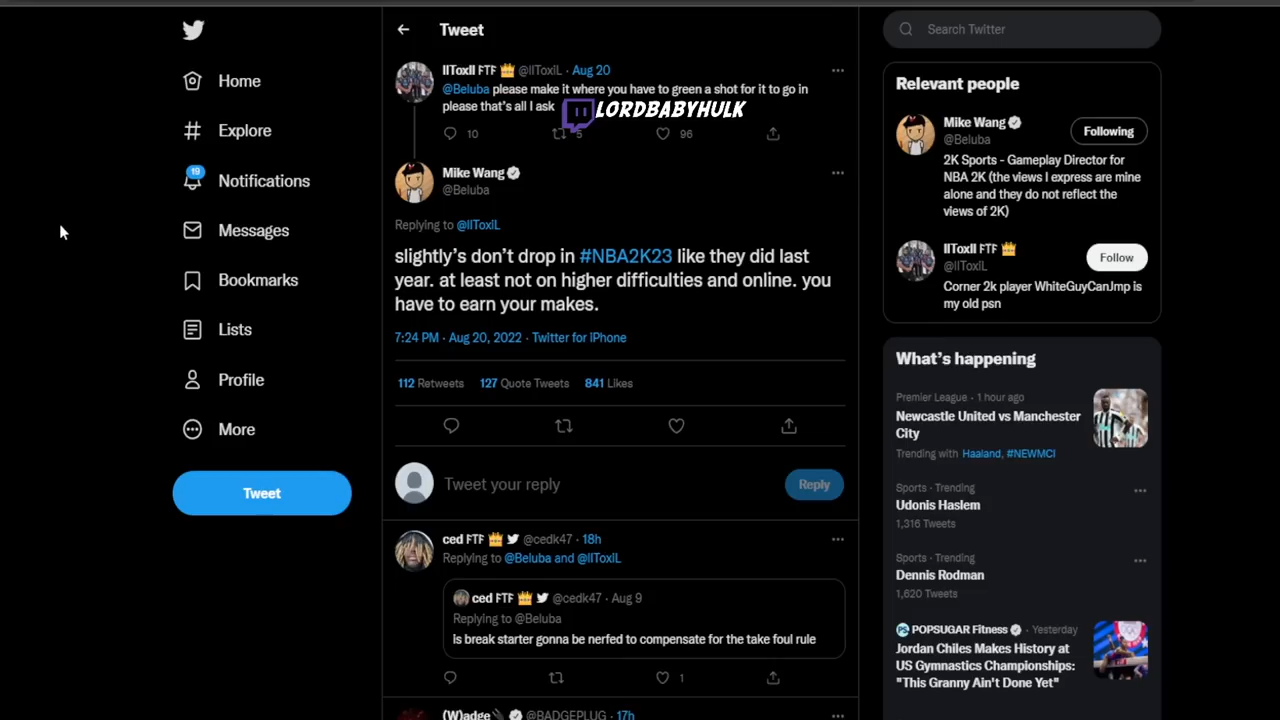 Home
Explore
19
Notifications
Messages
Bookmarks
Lists
Profile
More
Tweet
Tweet
IIToxII FTF 👑 @IIToxiL · Aug 20
@Beluba please make it where you have to green a shot for it to go in
please that's all I ask
LORDBABYHULK
10
5
96
Mike Wang
@Beluba
Replying to @IIToxiL
slightly's don't drop in #NBA2K23 like they did last
year. at least not on higher difficulties and online. you
have to earn your makes.
7:24 PM · Aug 20, 2022 · Twitter for iPhone
112 Retweets 127 Quote Tweets 841 Likes
Tweet your reply
Reply
ced FTF 👑 @cedk47 · 18h
Replying to @Beluba and @IIToxiL
ced FTF 👑 @cedk47 · Aug 9
Replying to @Beluba
is break starter gonna be nerfed to compensate for the take foul rule
1
(W)adge @BADGEPLUG · 17h
Search Twitter
Relevant people
Mike Wang
@Beluba
Following
2K Sports - Gameplay Director for
NBA 2K (the views I express are mine
alone and they do not reflect the
views of 2K)
IIToxII FTF 👑
@IIToxiL
Follow
Corner 2k player WhiteGuyCanJmp is
my old psn
What's happening
Premier League · 1 hour ago
Newcastle United vs Manchester
City
Trending with Haaland, #NEWMCI
Sports · Trending
Udonis Haslem
1,316 Tweets
Sports · Trending
Dennis Rodman
1,620 Tweets
PS POPSUGAR Fitness · Yesterday
Jordan Chiles Makes History at
US Gymnastics Championships:
"This Granny Ain't Done Yet"